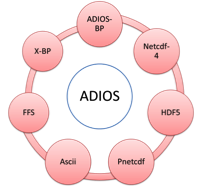 ADIOS-
BP
Netcdf-
4
HDF5
Pnetcdf
Ascii
FFS
X-BP
ADIOS